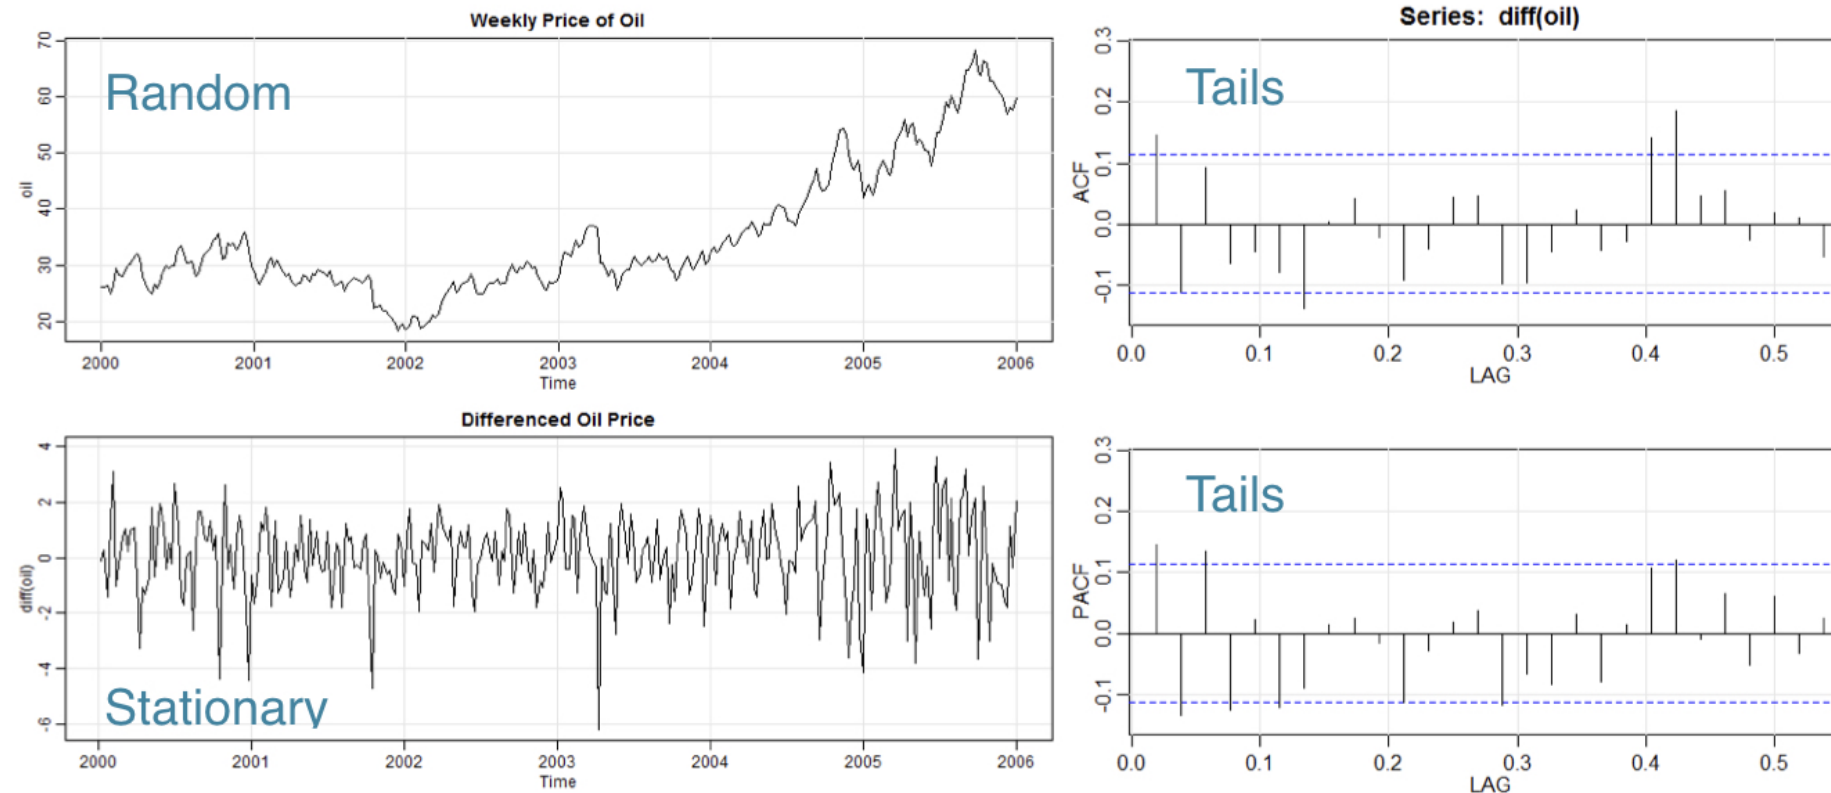 Weekly Price of Oil
70
60
50
40
30
20
oil
Random
2000 2001 2002 2003 2004 2005 2006
Time
Series: diff(oil)
0.3
0.2
0.1
0.0
-0.1
ACF
Tails
0.0 0.1 0.2 0.3 0.4 0.5
LAG
Differenced Oil Price
4
2
0
-2
-4
-6
diff(oil)
Stationary
2000 2001 2002 2003 2004 2005 2006
Time
0.3
0.2
0.1
0.0
-0.1
PACF
Tails
0.0 0.1 0.2 0.3 0.4 0.5
LAG